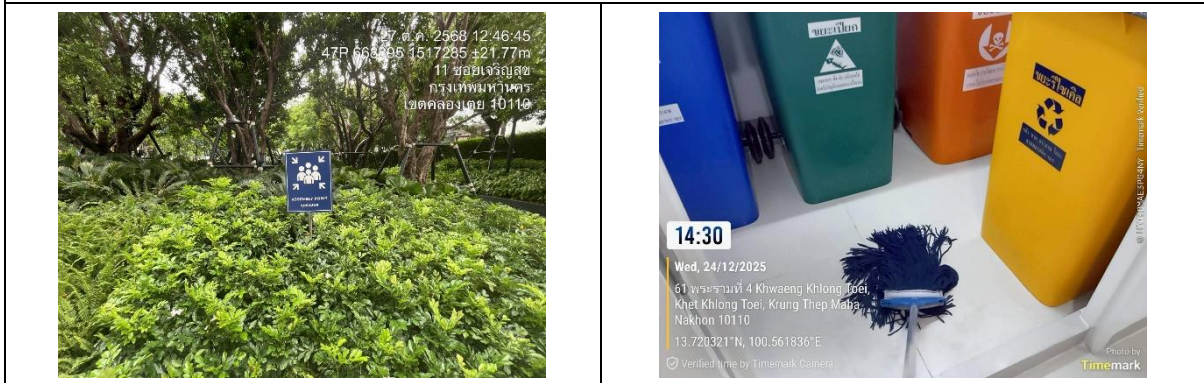 27 ต.ค. 2568 12:46:45
1517285 ±21.77m
11 ซอยเจริญสุข
กรุงเทพมหานคร
เขตคลองเตย 10110
ASSEMBLY POINT
ขยะเปียก
ขยะรีไซเคิล
14:30
Wed, 24/12/2025
61 พระรามที่ 4 Khwaeng Khlong Toei,
Khet Khlong Toei, Krung Thep Maha
Nakhon 10110
13.720321°N, 100.561836°E
Verified time by Timemark Camera
Photo by
Timemark
Timemark Verified